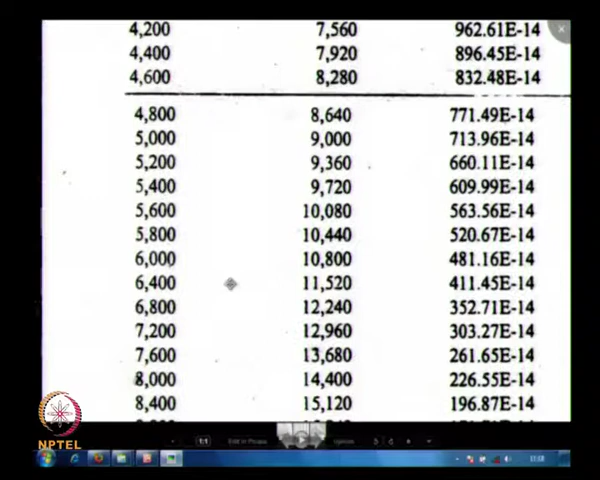 4,200 7,560 962.61E-14
4,400 7,920 896.45E-14
4,600 8,280 832.48E-14
4,800 8,640 771.49E-14
5,000 9,000 713.96E-14
5,200 9,360 660.11E-14
5,400 9,720 609.99E-14
5,600 10,080 563.56E-14
5,800 10,440 520.67E-14
6,000 10,800 481.16E-14
6,400 11,520 411.45E-14
6,800 12,240 352.71E-14
7,200 12,960 303.27E-14
7,600 13,680 261.65E-14
8,000 14,400 226.55E-14
8,400 15,120 196.87E-14
NPTEL
1:1 Edit in Picasa